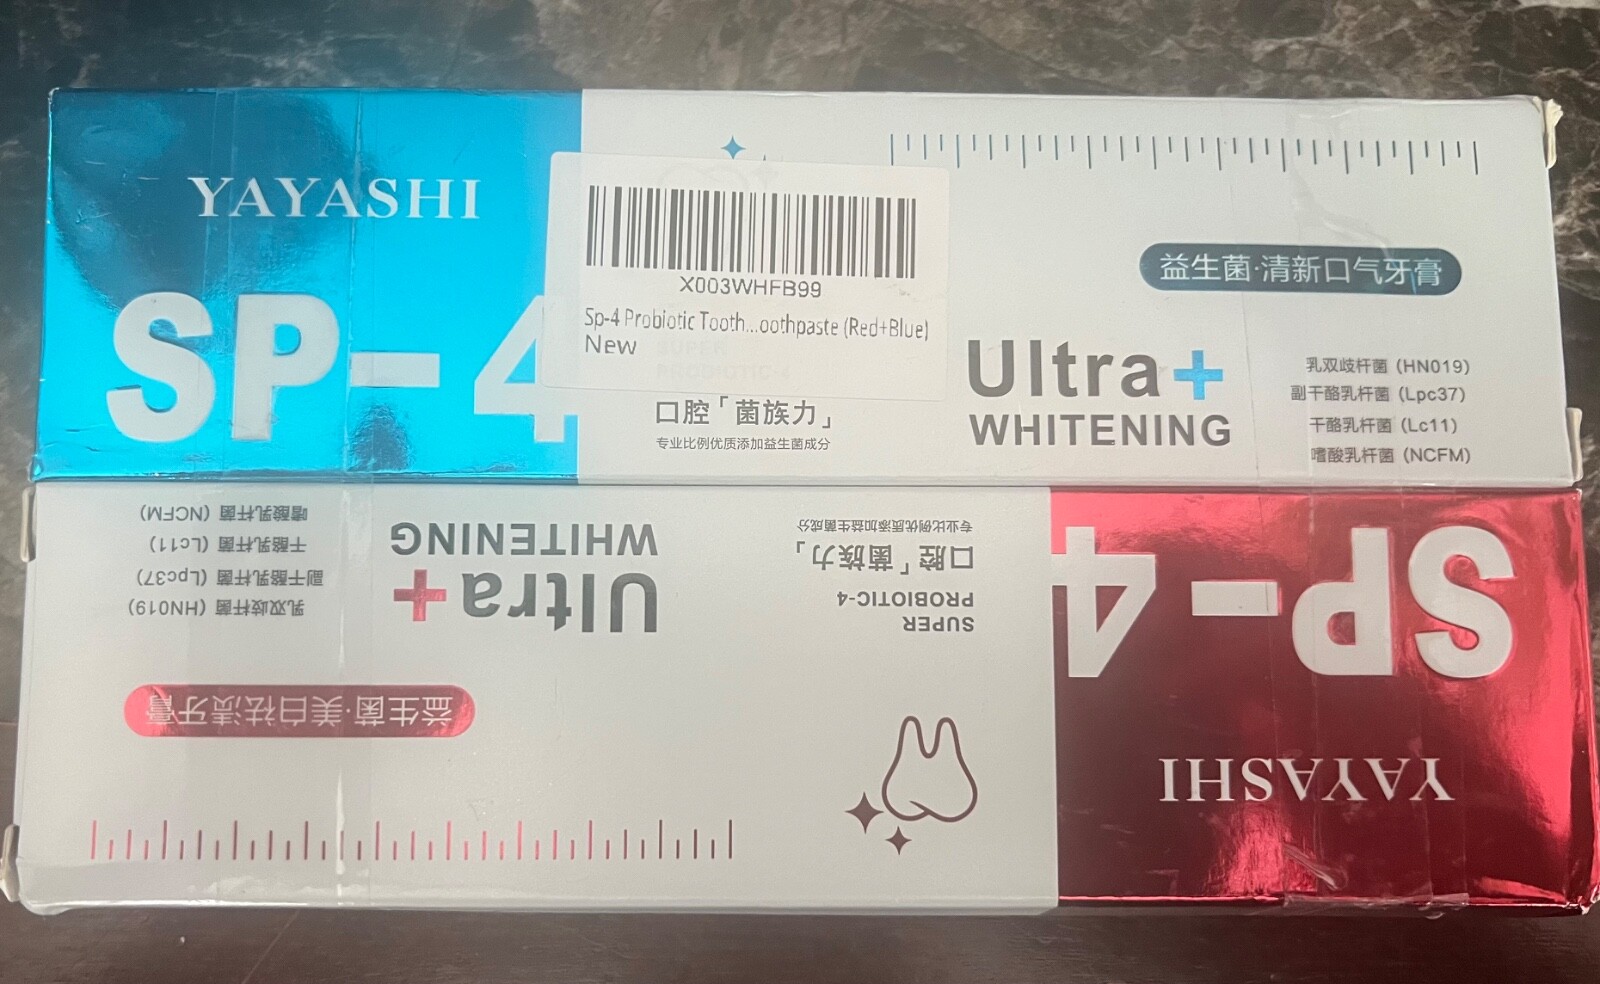 YAYASHI
SP-4
X003WHFB99
Sp-4 Probiotic Tooth...oothpaste (Red+Blue)
New
SUPER
PROBIOTIC-4
口腔「菌族力」
专业比例优质添加益生菌成分
益生菌·清新口气牙膏
Ultra+
WHITENING
乳双歧杆菌 (HN019)
副干酪乳杆菌 (Lpc37)
干酪乳杆菌 (Lc11)
嗜酸乳杆菌 (NCFM)
YAYASHI
SP-4
SUPER
PROBIOTIC-4
口腔「菌族力」
专业比例优质添加益生菌成分
益生菌·美白祛渍牙膏
Ultra+
WHITENING
乳双歧杆菌 (HN019)
副干酪乳杆菌 (Lpc37)
干酪乳杆菌 (Lc11)
嗜酸乳杆菌 (NCFM)